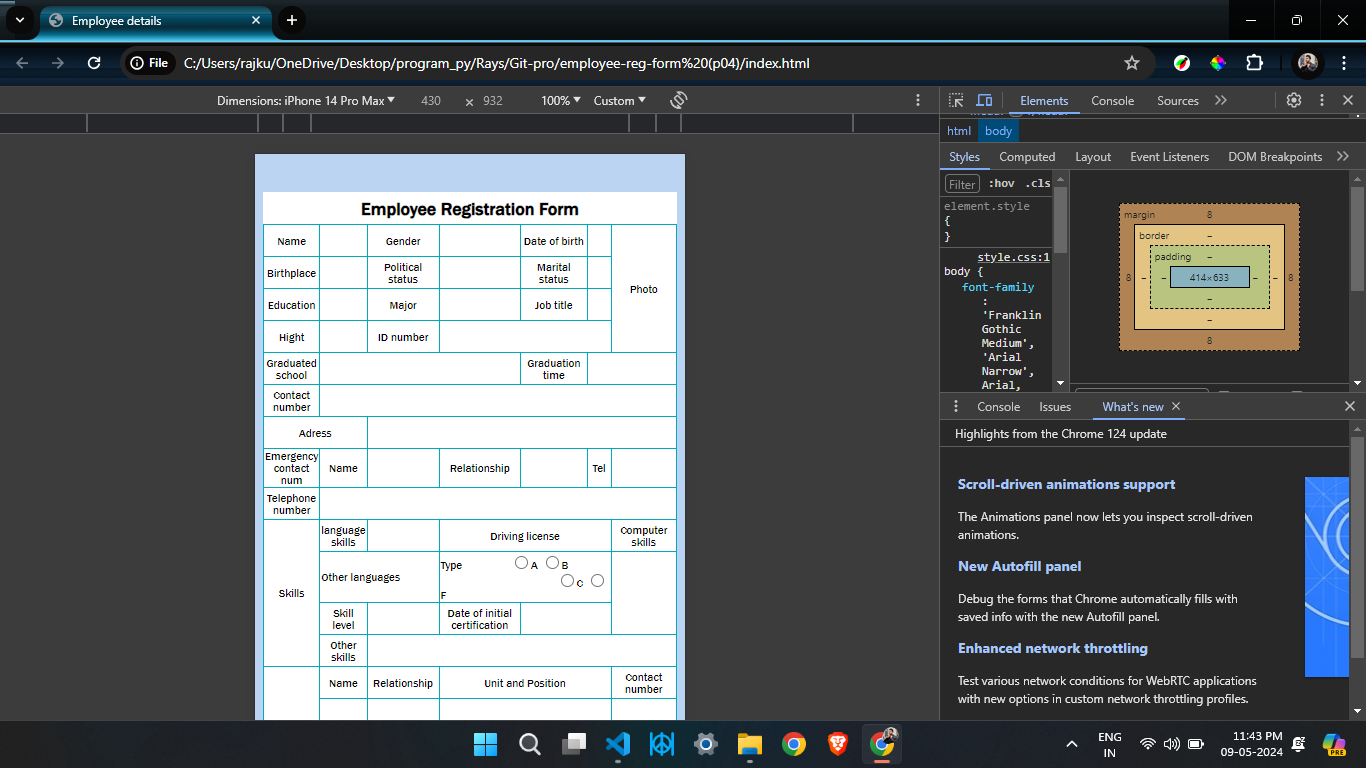 Employee details
File
C:/Users/rajku/OneDrive/Desktop/program_py/Rays/Git-pro/employee-reg-form%20(p04)/index.html
Dimensions: iPhone 14 Pro Max ▼ 430 × 932 100% ▼ Custom ▼
Elements Console Sources
html body
Styles Computed Layout Event Listeners DOM Breakpoints
Filter :hov .cls
element.style
{
}
style.css:1
body {
font-family
:
'Franklin
Gothic
Medium',
'Arial
Narrow',
Arial,
margin 8
border –
padding –
8 – – 414×633 – – 8
–
–
8
Employee Registration Form
Name Gender Date of birth
Photo
Birthplace Political status Marital status
Education Major Job title
Hight ID number
Graduated school Graduation time
Contact number
Adress
Emergency contact num Name Relationship Tel
Telephone number
Skills
language skills Driving license Computer skills
Other languages Type A B
C
F
Skill level Date of initial certification
Other skills
Name Relationship Unit and Position Contact number
Console Issues What's new
Highlights from the Chrome 124 update
Scroll-driven animations support
The Animations panel now lets you inspect scroll-driven
animations.
New Autofill panel
Debug the forms that Chrome automatically fills with
saved info with the new Autofill panel.
Enhanced network throttling
Test various network conditions for WebRTC applications
with new options in custom network throttling profiles.
ENG
IN
11:43 PM
09-05-2024
PRE